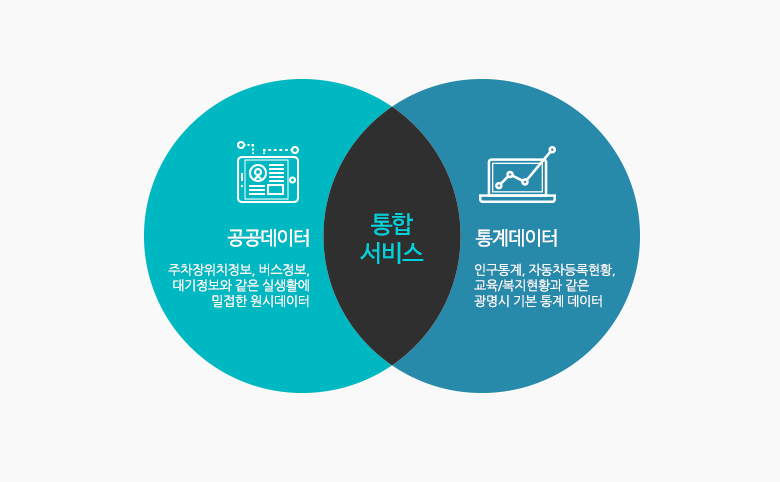 공공데이터
주차장위치정보, 버스정보,
대기정보와 같은 실생활에
밀접한 원시데이터
통합
서비스
통계데이터
인구통계, 자동차등록현황,
교육/복지현황과 같은
광명시 기본 통계 데이터